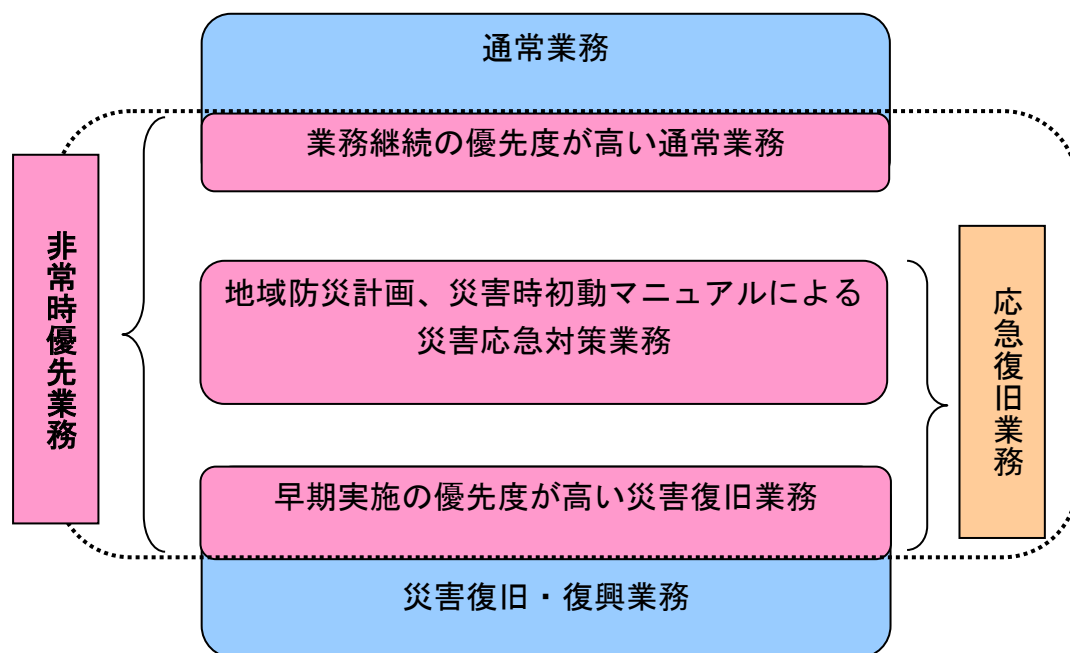 通常業務
業務継続の優先度が高い通常業務
非常時優先業務
地域防災計画、災害時初動マニュアルによる
災害応急対策業務
応急復旧業務
早期実施の優先度が高い災害復旧業務
災害復旧・復興業務